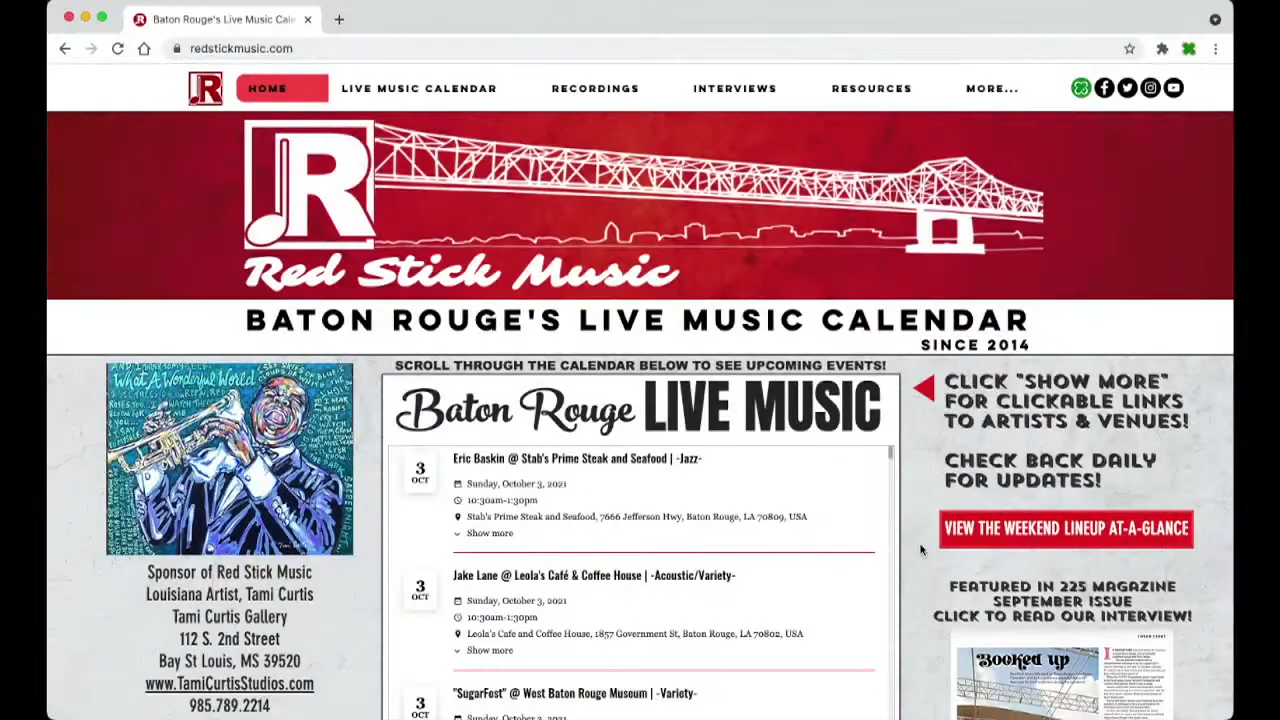 Baton Rouge's Live Music Cale
redstickmusic.com
R
HOME
LIVE MUSIC CALENDAR
RECORDINGS
INTERVIEWS
RESOURCES
MORE...
R
Red Stick Music
BATON ROUGE'S LIVE MUSIC CALENDAR
SINCE 2014
What A Wonderful World
Sponsor of Red Stick Music
Louisiana Artist, Tami Curtis
Tami Curtis Gallery
112 S. 2nd Street
Bay St Louis, MS 39520
www.TamiCurtisStudios.com
985.789.2214
SCROLL THROUGH THE CALENDAR BELOW TO SEE UPCOMING EVENTS!
Baton Rouge LIVE MUSIC
3
OCT
Eric Baskin @ Stab's Prime Steak and Seafood | -Jazz-
Sunday, October 3, 2021
10:30am-1:30pm
Stab's Prime Steak and Seafood, 7666 Jefferson Hwy, Baton Rouge, LA 70809, USA
Show more
3
OCT
Jake Lane @ Leola's Café & Coffee House | -Acoustic/Variety-
Sunday, October 3, 2021
10:30am-1:30pm
Leola's Cafe and Coffee House, 1857 Government St, Baton Rouge, LA 70802, USA
Show more
3
"SugarFest" @ West Baton Rouge Museum | -Variety-
Sunday, October 3, 2021
CLICK "SHOW MORE"
FOR CLICKABLE LINKS
TO ARTISTS & VENUES!
CHECK BACK DAILY
FOR UPDATES!
VIEW THE WEEKEND LINEUP AT-A-GLANCE
FEATURED IN 225 MAGAZINE
SEPTEMBER ISSUE
CLICK TO READ OUR INTERVIEW!
Booked up